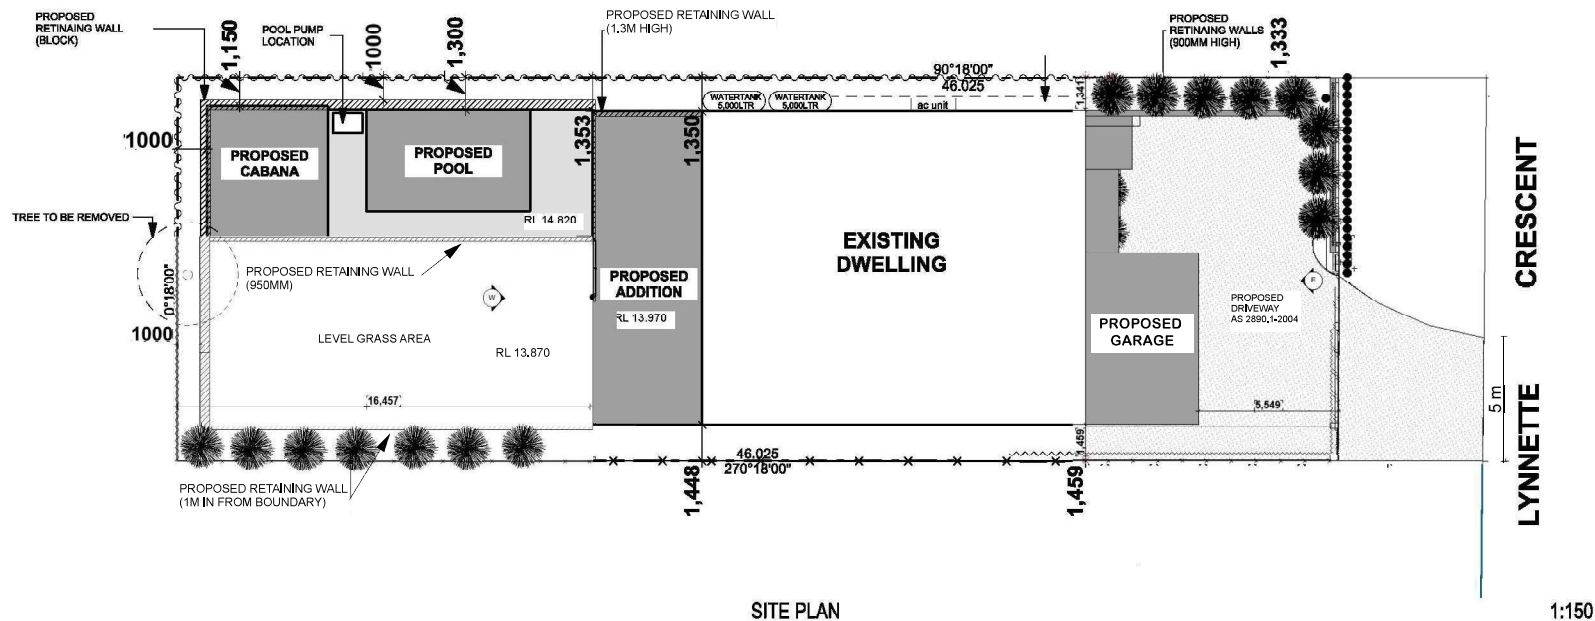 PROPOSED
RETINAING WALL
(BLOCK)
1,150
POOL PUMP
LOCATION
1000
1,300
PROPOSED RETAINING WALL
(1.3M HIGH)
PROPOSED
RETINAING WALLS
(900MM HIGH)
1,333
90°18'00"
46.025
WATERTANK
5,000LTR
WATERTANK
5,000LTR
ac unit
1,341
1000
PROPOSED
CABANA
PROPOSED
POOL
1,353
1,350
TREE TO BE REMOVED
RL 14.820
EXISTING
DWELLING
CRESCENT
0°18'00"
PROPOSED RETAINING WALL
(950MM)
W
PROPOSED
ADDITION
RL 13.970
PROPOSED
DRIVEWAY
AS 2890.1-2004
PROPOSED
GARAGE
1000
LEVEL GRASS AREA
RL 13.870
16,457
5,549
5 m
LYNNETTE
1,459
46.025
270°18'00"
PROPOSED RETAINING WALL
(1M IN FROM BOUNDARY)
1,448
1,459
SITE PLAN
1:150